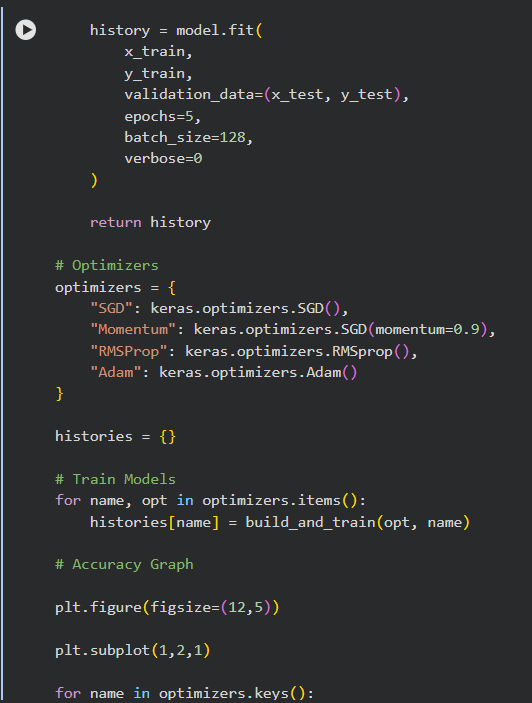 history = model.fit(
x_train,
y_train,
validation_data=(x_test, y_test),
epochs=5,
batch_size=128,
verbose=0
)
return history
# Optimizers
optimizers = {
"SGD": keras.optimizers.SGD(),
"Momentum": keras.optimizers.SGD(momentum=0.9),
"RMSProp": keras.optimizers.RMSprop(),
"Adam": keras.optimizers.Adam()
}
histories = {}
# Train Models
for name, opt in optimizers.items():
histories[name] = build_and_train(opt, name)
# Accuracy Graph
plt.figure(figsize=(12,5))
plt.subplot(1,2,1)
for name in optimizers.keys():